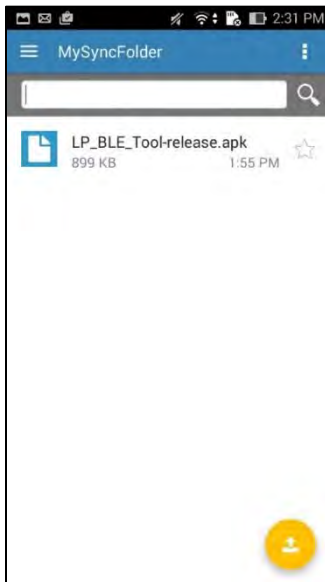 2:31 PM
MySyncFolder
LP_BLE_Tool-release.apk
899 KB 1:55 PM